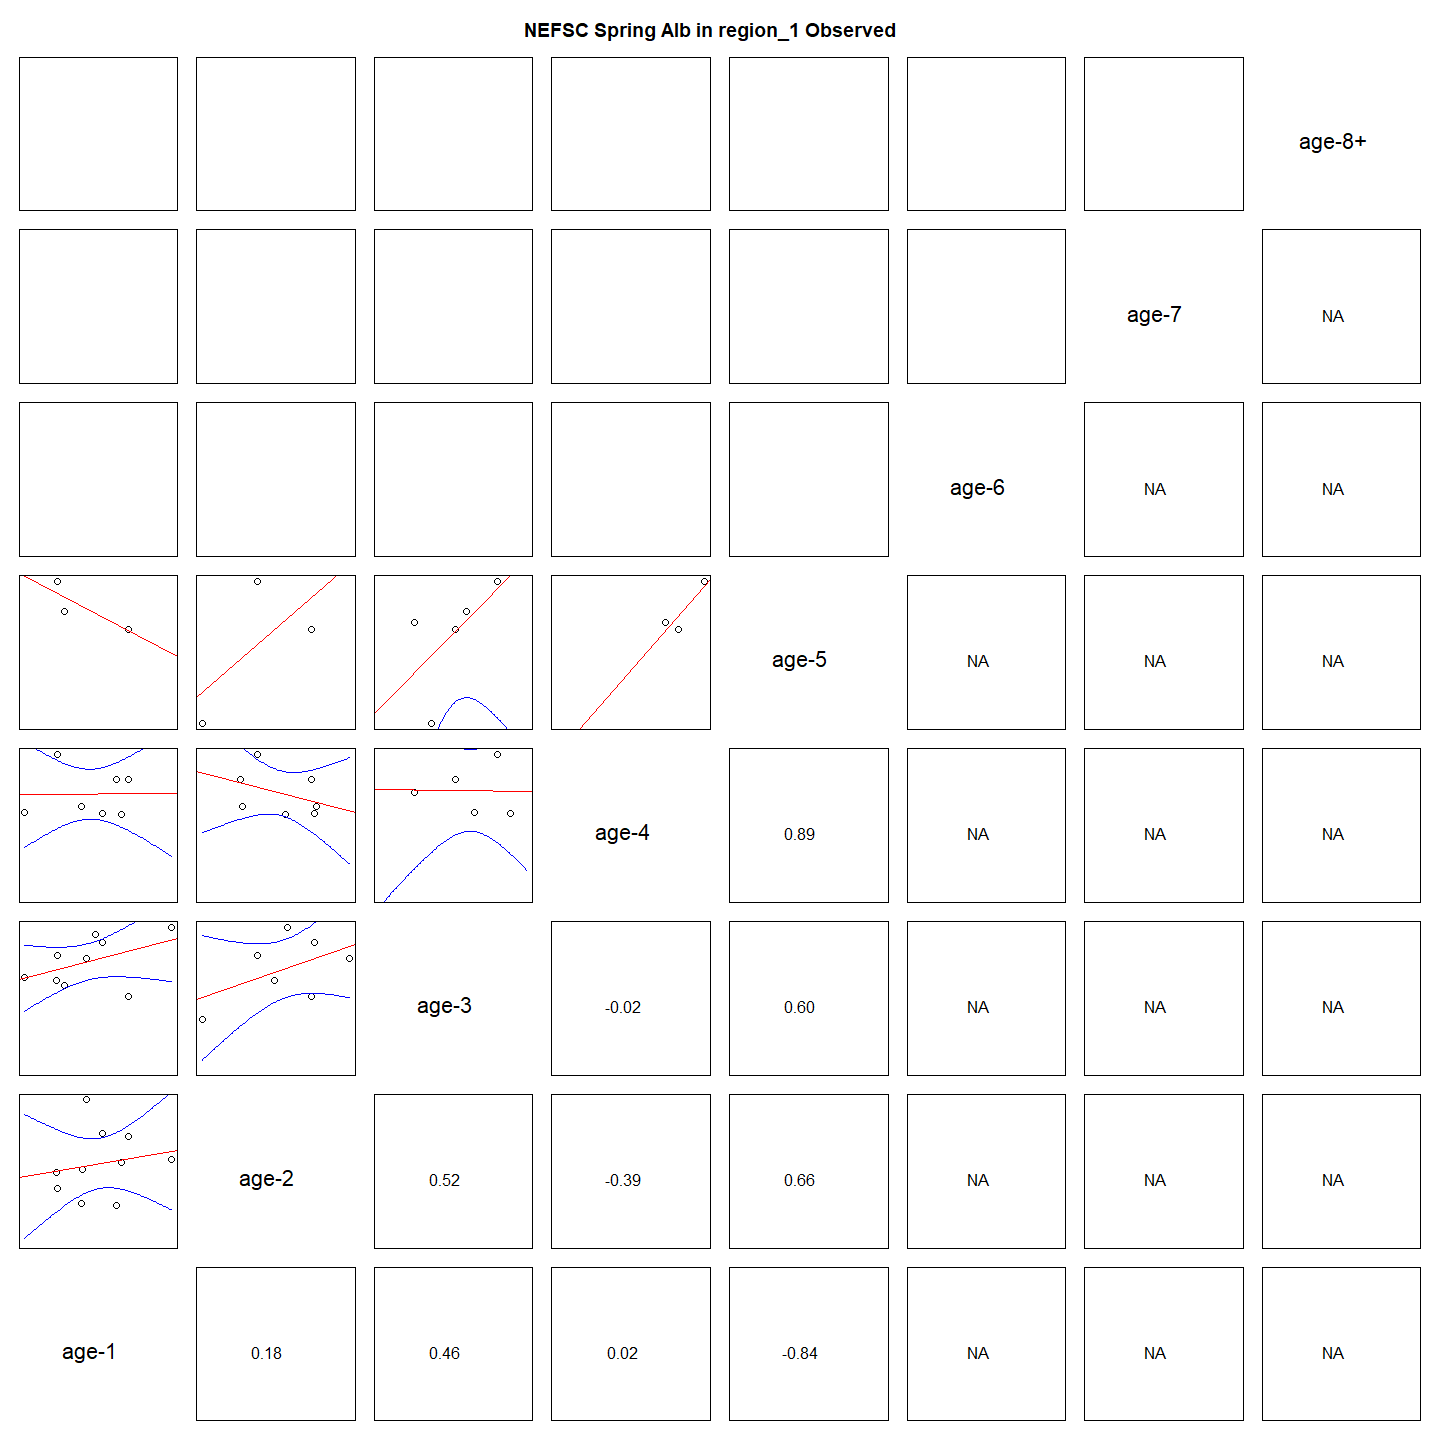 NEFSC Spring Alb in region_1 Observed
age-8+
age-7
NA
age-6
NA
NA
age-5
NA
NA
NA
age-4
0.89
NA
NA
NA
age-3
-0.02
0.60
NA
NA
NA
age-2
0.52
-0.39
0.66
NA
NA
NA
age-1
0.18
0.46
0.02
-0.84
NA
NA
NA